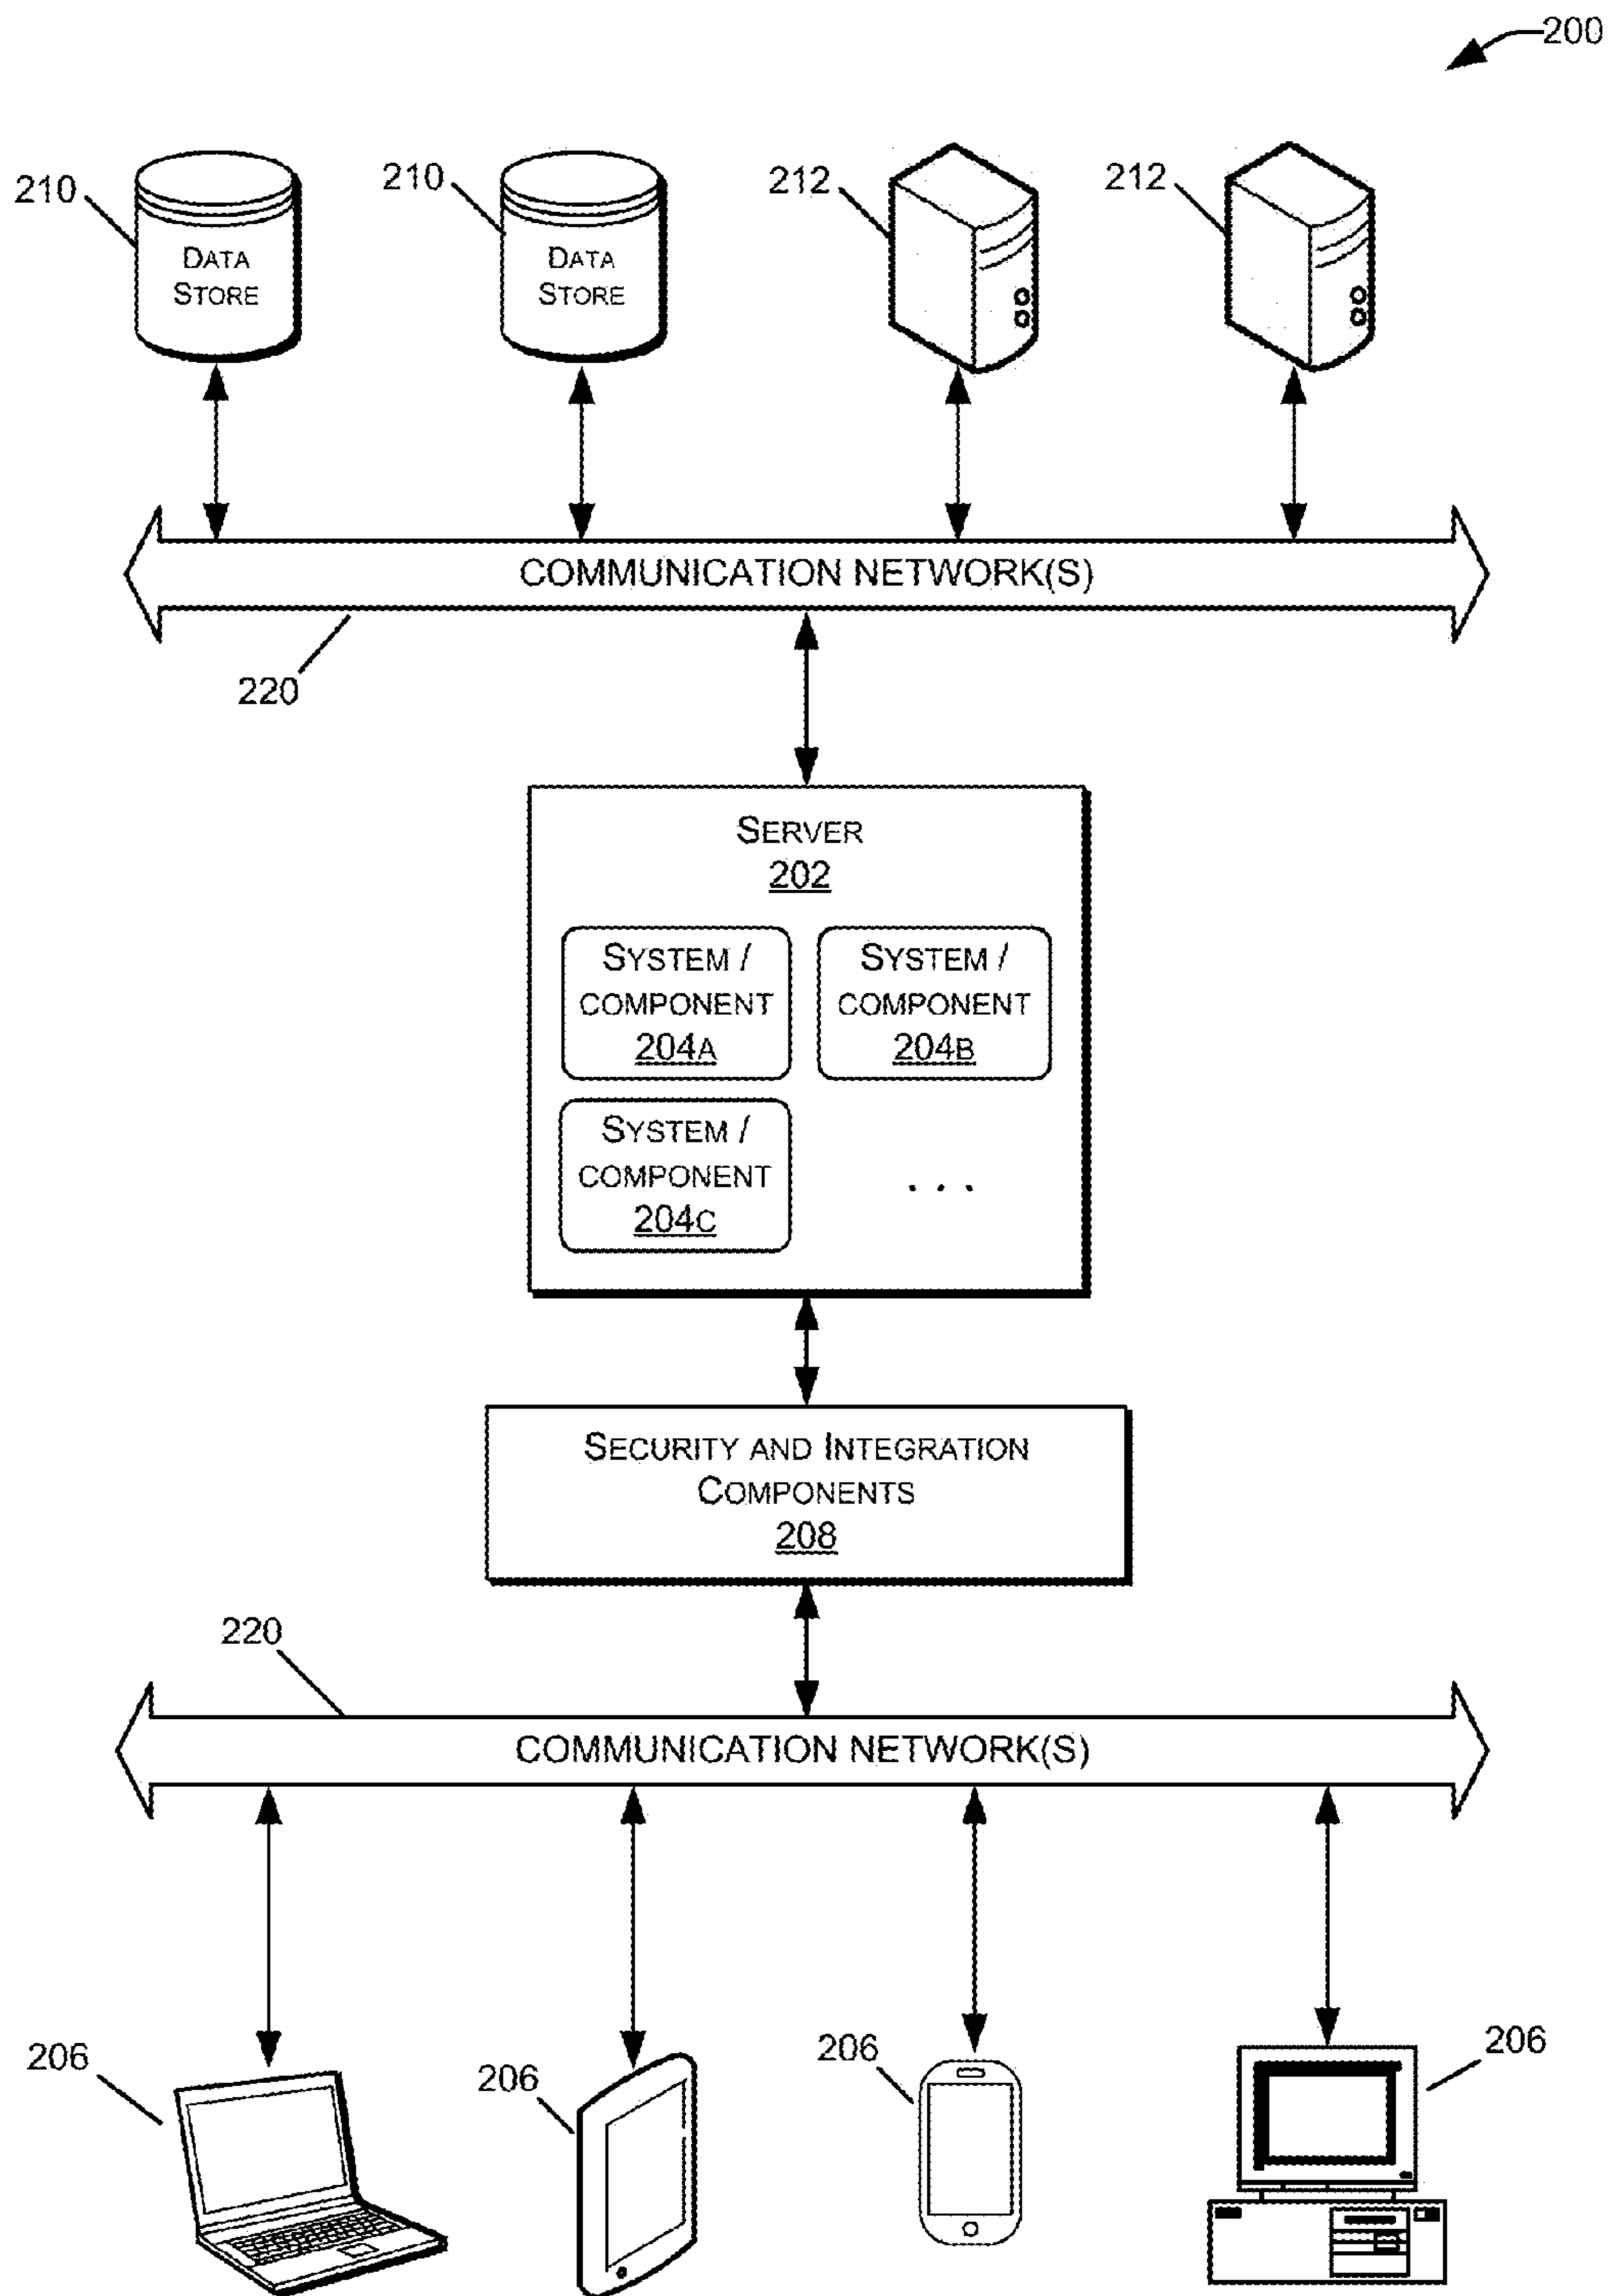 200
210
210
212
212
DATA
STORE
DATA
STORE
COMMUNICATION NETWORK(S)
220
SERVER
202
SYSTEM /
COMPONENT
204A
SYSTEM /
COMPONENT
204B
SYSTEM /
COMPONENT
204C
. . .
SECURITY AND INTEGRATION
COMPONENTS
208
220
COMMUNICATION NETWORK(S)
206
206
206
206